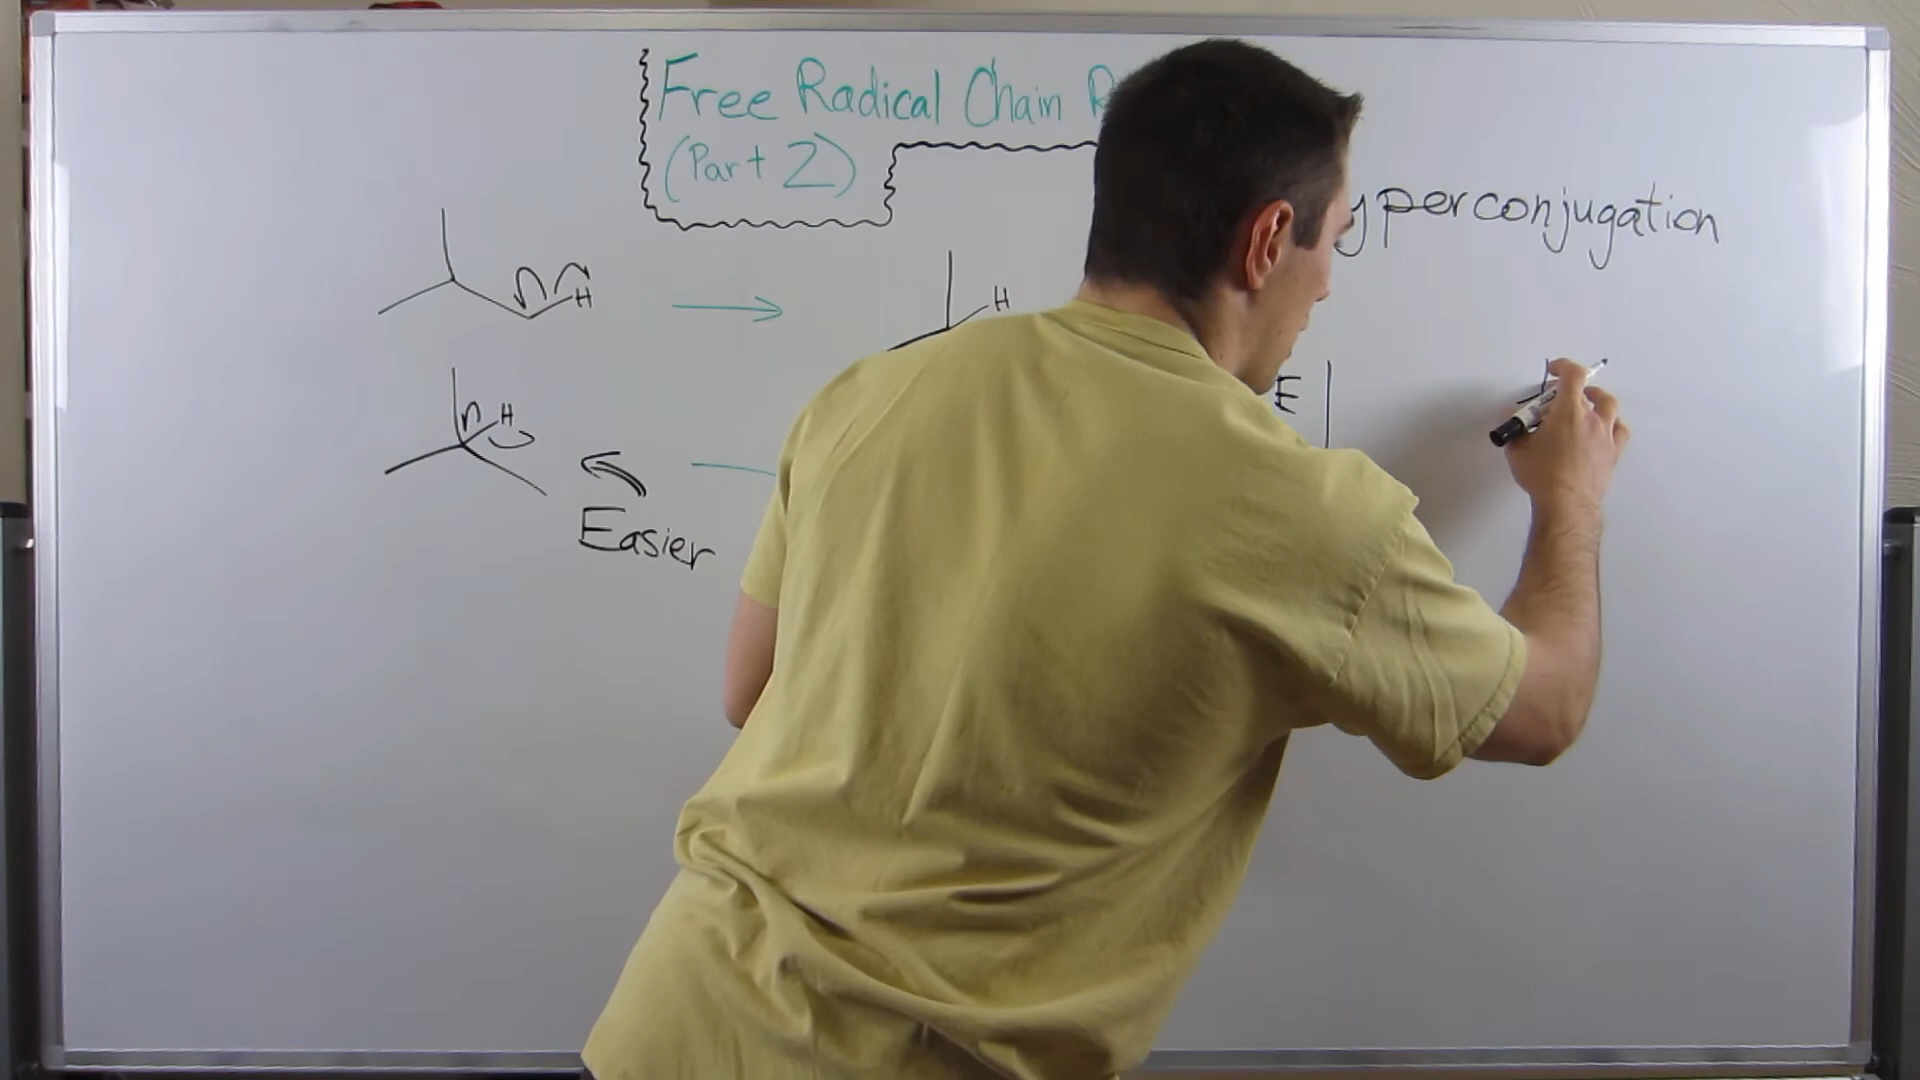 Free Radical Chain
(Part 2)
yperconjugation
H
H
H
E
Easier